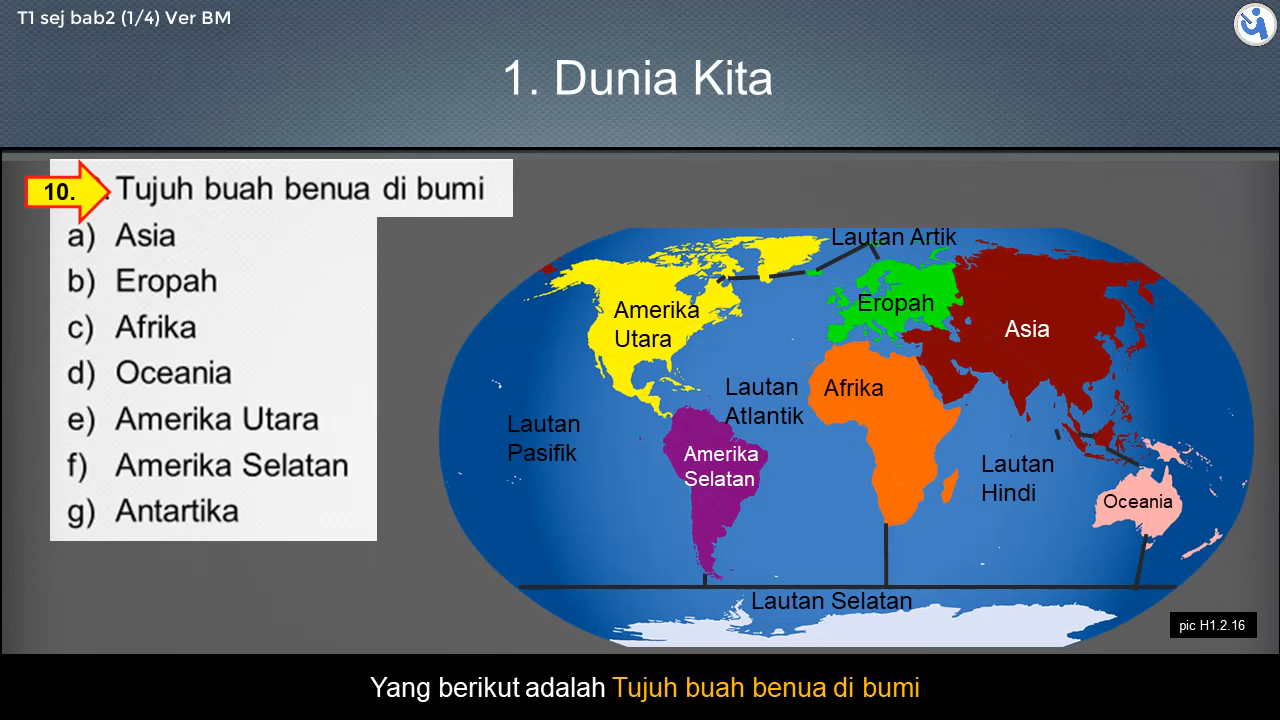 T1 sej bab2 (1/4) Ver BM
1. Dunia Kita
10. Tujuh buah benua di bumi
a) Asia
b) Eropah
c) Afrika
d) Oceania
e) Amerika Utara
f) Amerika Selatan
g) Antartika
Lautan Artik
Amerika
Utara
Eropah
Asia
Lautan
Atlantik
Afrika
Lautan
Pasifik
Amerika
Selatan
Lautan
Hindi
Oceania
Lautan Selatan
pic H1.2.16
Yang berikut adalah Tujuh buah benua di bumi